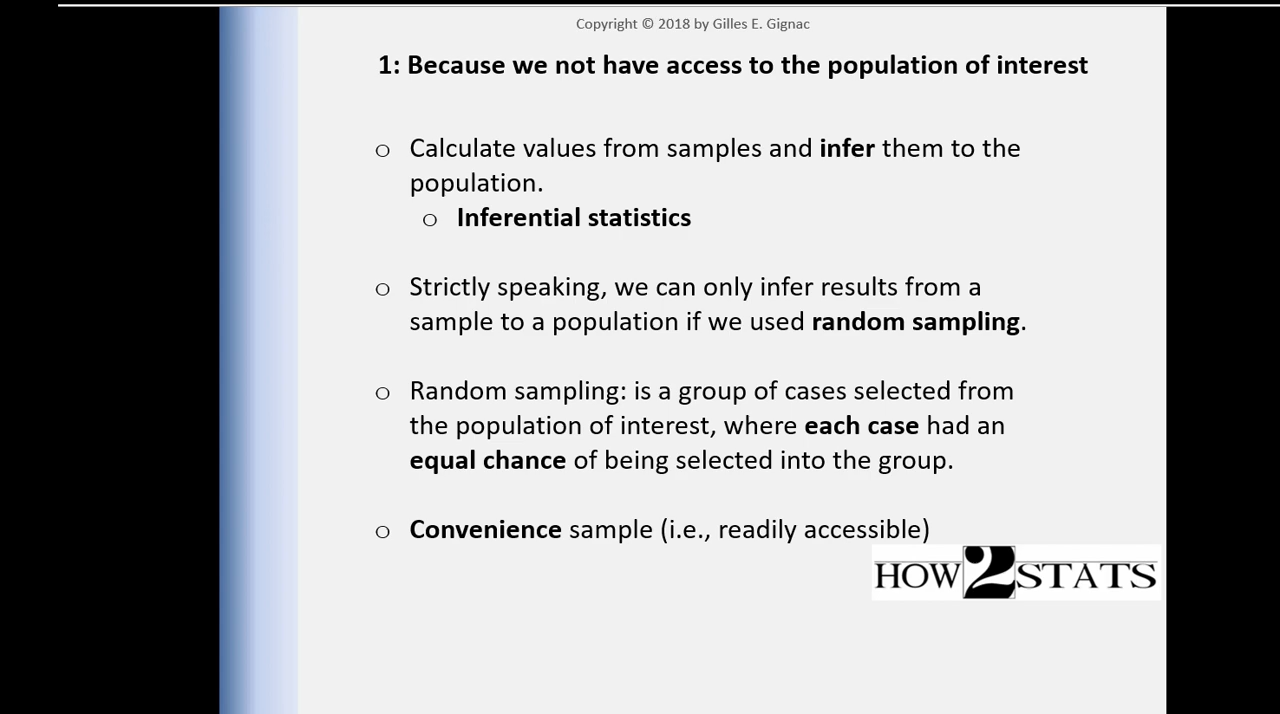 Copyright © 2018 by Gilles E. Gignac
1: Because we not have access to the population of interest
o Calculate values from samples and infer them to the
population.
o Inferential statistics
o Strictly speaking, we can only infer results from a
sample to a population if we used random sampling.
o Random sampling: is a group of cases selected from
the population of interest, where each case had an
equal chance of being selected into the group.
o Convenience sample (i.e., readily accessible)
HOW2STATS